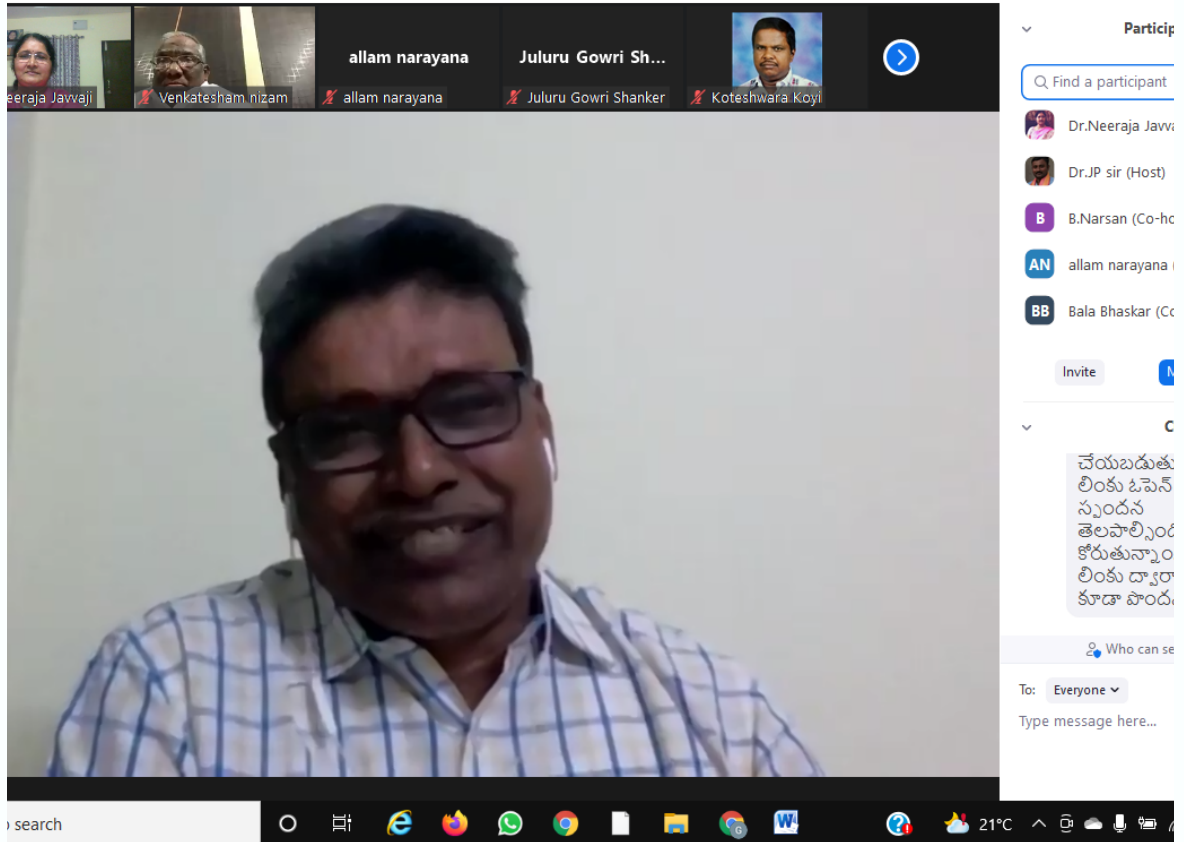 eeraja Javvaji
Venkatesham nizam
allam narayana
allam narayana
Juluru Gowri Sh...
Juluru Gowri Shanker
Koteshwara Koyi
Particip
Find a participant
Dr.Neeraja Javva
Dr.JP sir (Host)
B
B.Narsan (Co-ho
AN
allam narayana (
BB
Bala Bhaskar (Co
Invite
M
C
చేయబడుతు
లింకు ఓపెన్
స్పందన
తెలపాల్సింది
కోరుతున్నాం
లింకు ద్వారా
కూడా పొంద
Who can se
To: Everyone
Type message here...
search
21°C